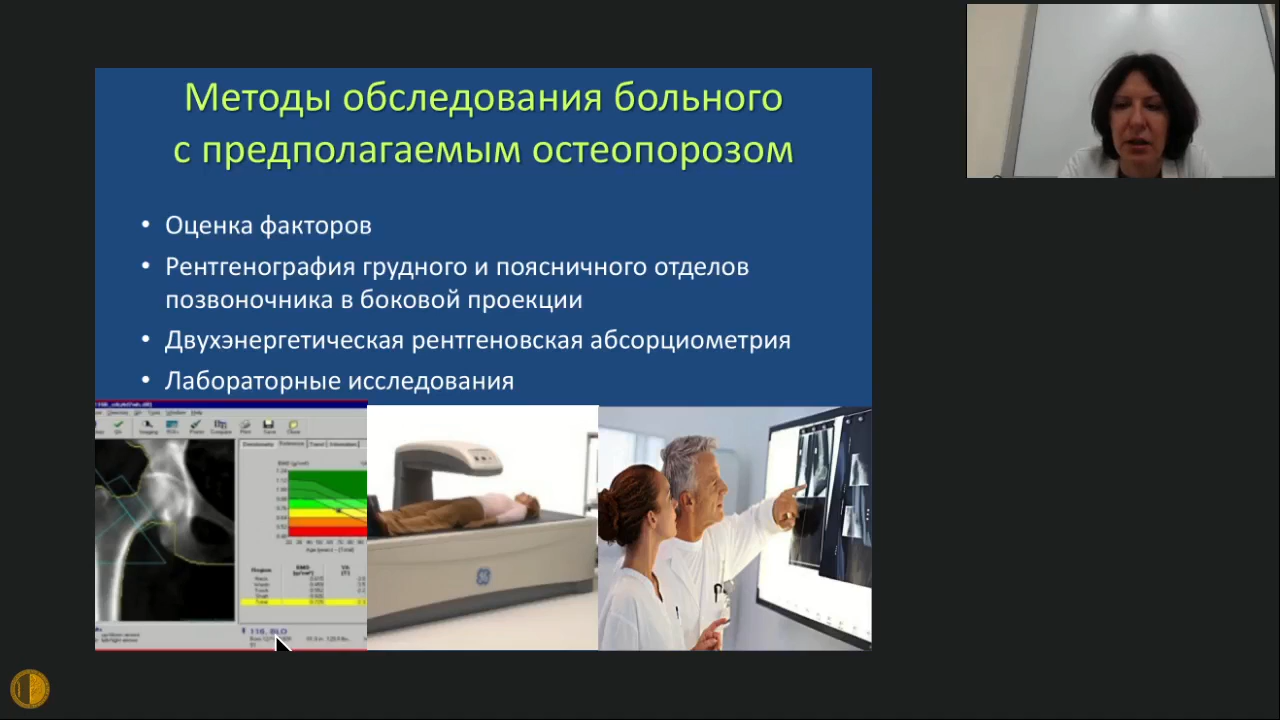 Методы обследования больного
с предполагаемым остеопорозом
• Оценка факторов
• Рентгенография грудного и поясничного отделов
позвоночника в боковой проекции
• Двухэнергетическая рентгеновская абсорциометрия
• Лабораторные исследования